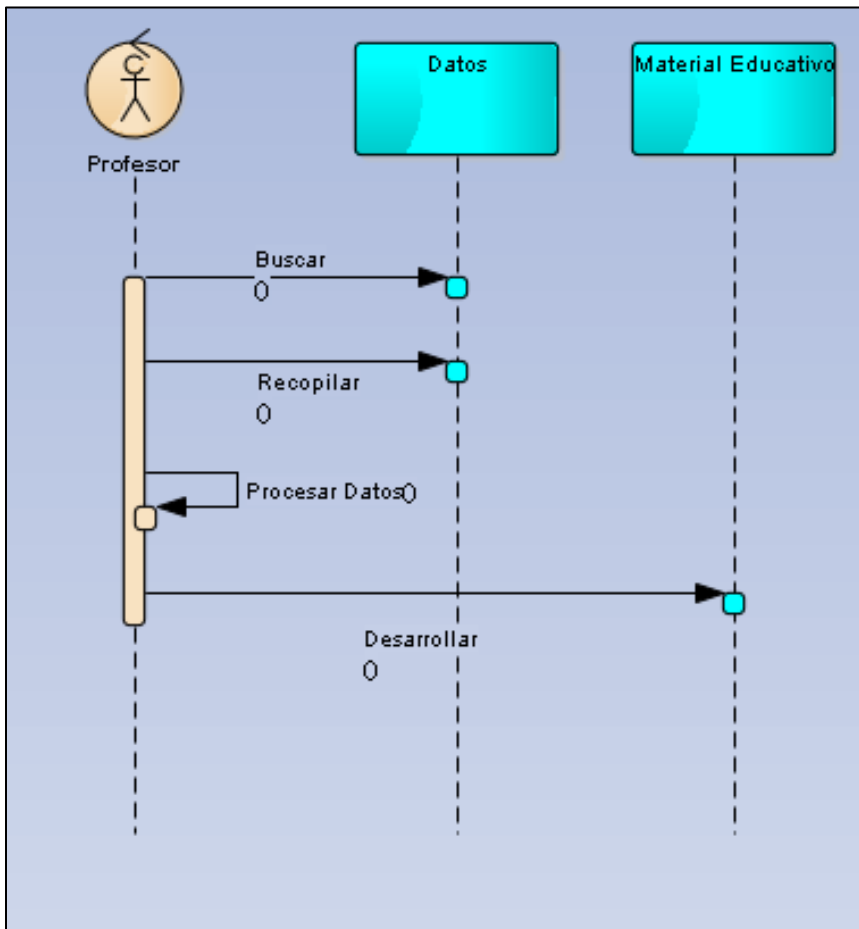 Datos
Material Educativo
Profesor
Buscar
()
Recopilar
()
Procesar Datos()
Desarrollar
()